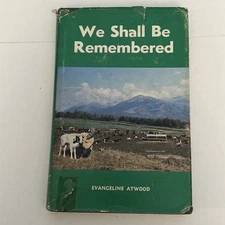 We Shall Be
Remembered
EVANGELINE ATWOOD